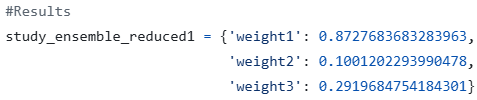 #Results
study_ensemble_reduced1 = {'weight1': 0.8727683683283963,
'weight2': 0.1001202293990478,
'weight3': 0.2919684754184301}